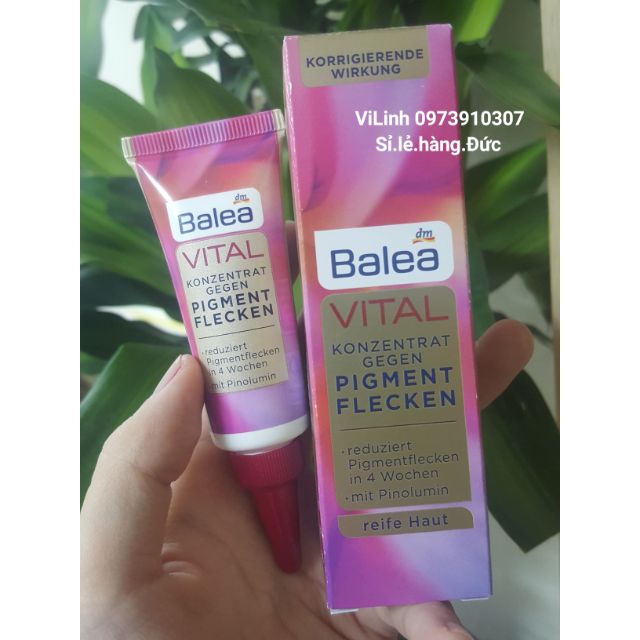 KORRIGIERENDE
WIRKUNG
ViLinh 0973910307
Sỉ.lẻ.hàng.Đức
dm
Balea
VITAL
KONZENTRAT
GEGEN
PIGMENT
FLECKEN
• reduziert
Pigmentflecken
in 4 Wochen
• mit Pinolumin
dm
Balea
VITAL
KONZENTRAT
GEGEN
PIGMENT
FLECKEN
• reduziert
Pigmentflecken
in 4 Wochen
• mit Pinolumin
reife Haut